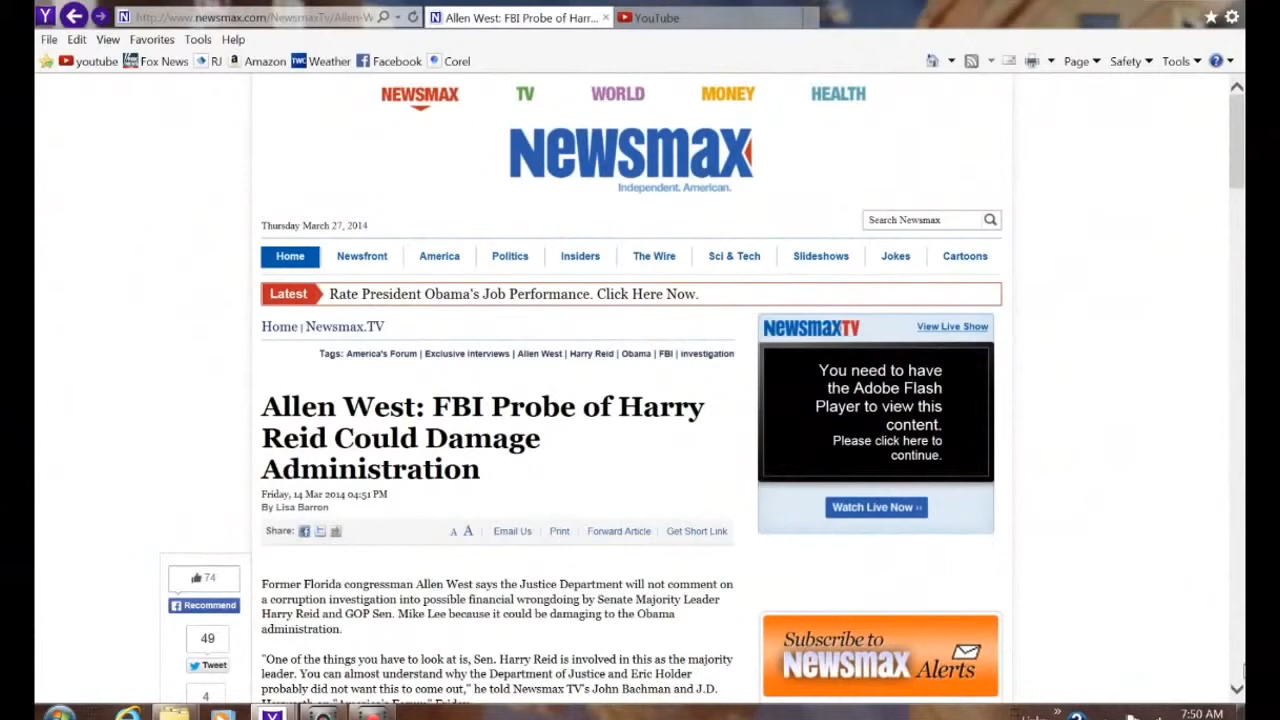 http://www.newsmax.com/NewsmaxTv/Allen-W
Allen West: FBI Probe of Harr...
YouTube
File Edit View Favorites Tools Help
youtube Fox News RJ Amazon Weather Facebook Corel
Page Safety Tools
NEWSMAX TV WORLD MONEY HEALTH
Newsmax
Independent. American.
Thursday March 27, 2014
Search Newsmax
Home Newsfront America Politics Insiders The Wire Sci & Tech Slideshows Jokes Cartoons
Latest Rate President Obama's Job Performance. Click Here Now.
Home | Newsmax.TV
Tags: America's Forum | Exclusive Interviews | Allen West | Harry Reid | Obama | FBI | investigation
Allen West: FBI Probe of Harry
Reid Could Damage
Administration
Friday, 14 Mar 2014 04:51 PM
By Lisa Barron
Share: A A Email Us Print Forward Article Get Short Link
74
Recommend
49
Tweet
4
Former Florida congressman Allen West says the Justice Department will not comment on
a corruption investigation into possible financial wrongdoing by Senate Majority Leader
Harry Reid and GOP Sen. Mike Lee because it could be damaging to the Obama
administration.
"One of the things you have to look at is, Sen. Harry Reid is involved in this as the majority
leader. You can almost understand why the Department of Justice and Eric Holder
probably did not want this to come out," he told Newsmax TV's John Bachman and J.D.
NEWSMAXTV View Live Show
You need to have
the Adobe Flash
Player to view this
content.
Please click here to
continue.
Watch Live Now
Subscribe to
Newsmax Alerts
7:50 AM